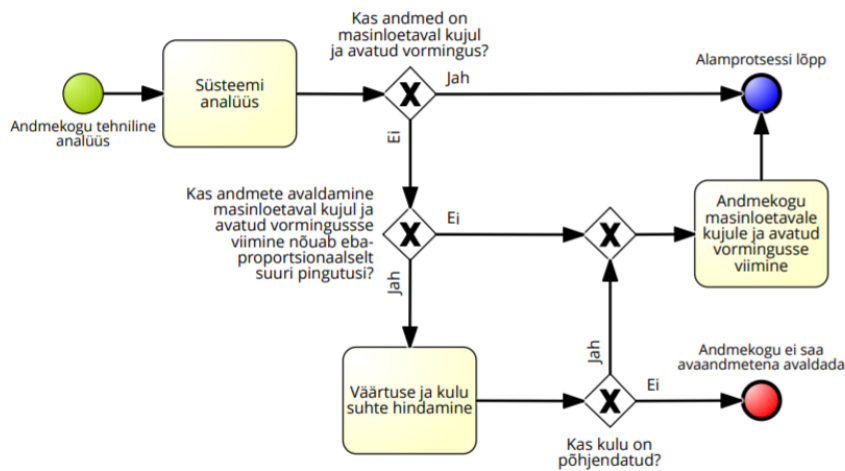 Kas andmed on
masinloetaval kujul
ja avatud vormingus?
Jah
Alamprotsessi lõpp
Süsteemi
analüüs
Andmekogu tehniline
analüüs
Ei
Kas andmete avaldamine
masinloetaval kujul ja
avatud vormingussse
viimine nõuab eba-
proportsionaalselt
suuri pingutusi?
Ei
Jah
Andmekogu
masinloetavale
kujule ja avatud
vormingusse
viimine
Väärtuse ja kulu
suhte hindamine
Jah
Ei
Kas kulu on
põhjendatud?
Andmekogu ei saa
avaandmetena avaldada